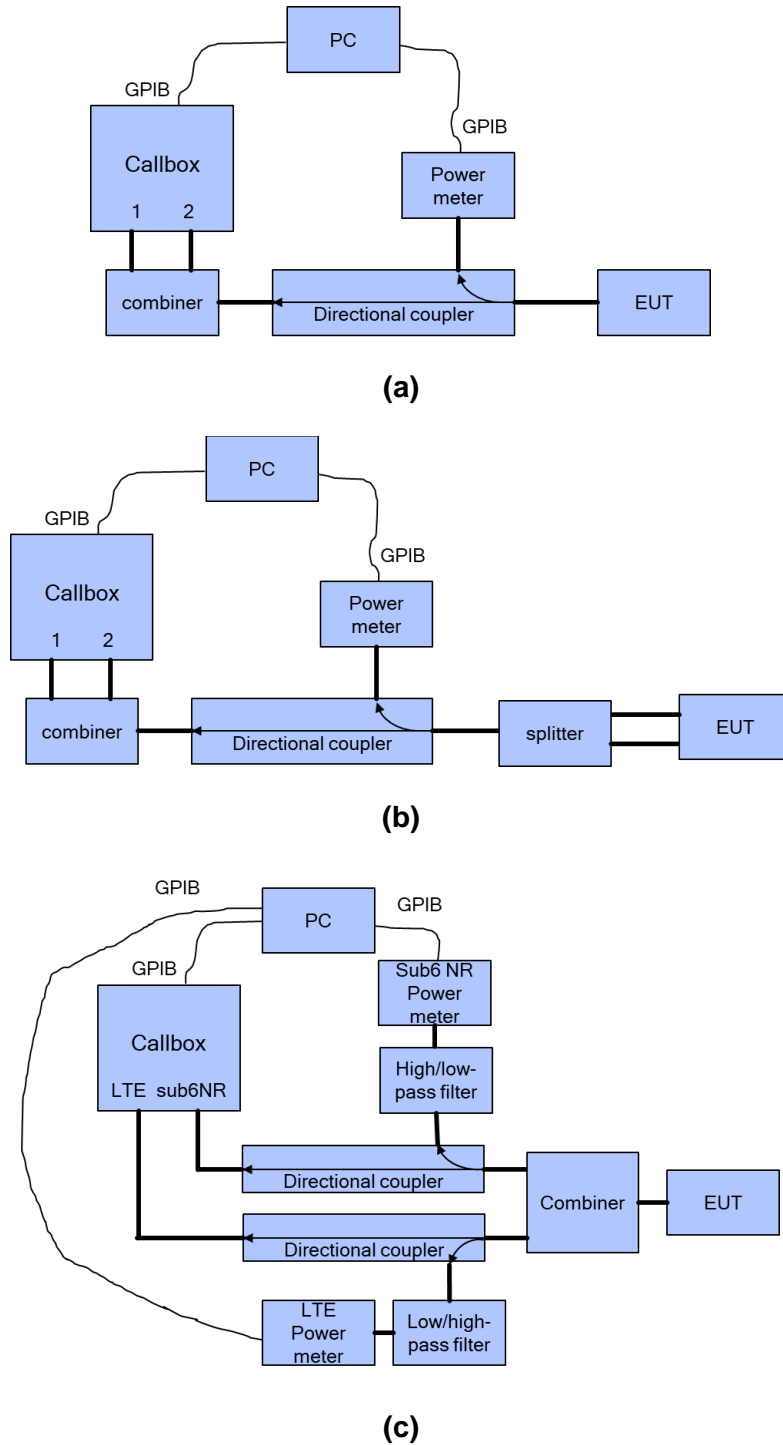 PC
GPIB
Callbox
1 2
GPIB
Power
meter
combiner
Directional coupler
EUT
(a)
PC
GPIB
Callbox
1 2
GPIB
Power
meter
combiner
Directional coupler
splitter
EUT
(b)
GPIB
PC
GPIB
GPIB
Callbox
LTE sub6NR
Sub6 NR
Power
meter
High/low-
pass filter
Directional coupler
Combiner
EUT
Directional coupler
LTE
Power
meter
Low/high-
pass filter
(c)